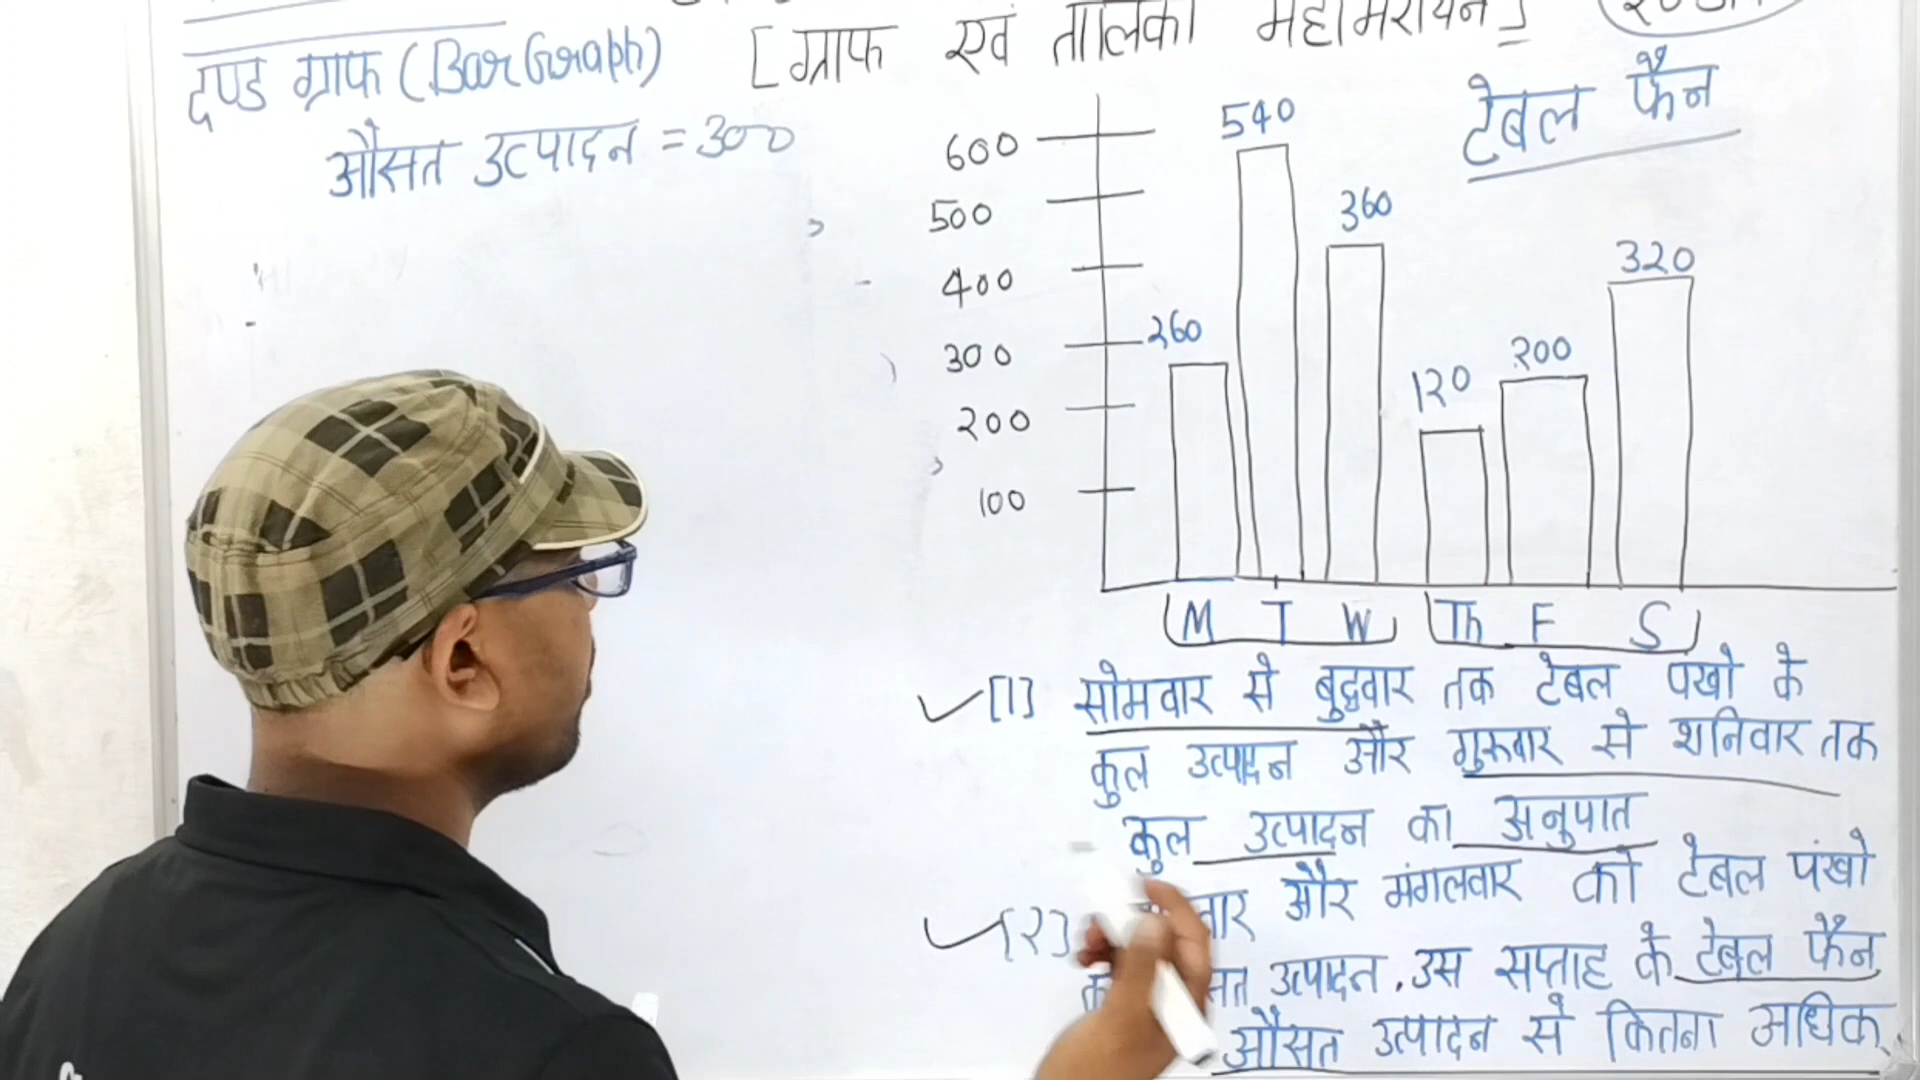 दण्ड ग्राफ (Bar Graph)
[ग्राफ एवं तालिका महामैराथन]
औसत उत्पादन = 300
टेबल फैन
600
500
400
300
200
100
260
540
360
120
200
320
M T W Th F S
[1] सोमवार से बुद्धवार तक टेबल पखो के
कुल उत्पादन और गुरूवार से शनिवार तक
कुल उत्पादन का अनुपात
[2] वार और मंगलवार को टेबल पंखो
उत्पादन, उस सप्ताह के टेबल फैन
औसत उत्पादन से कितना अधिक